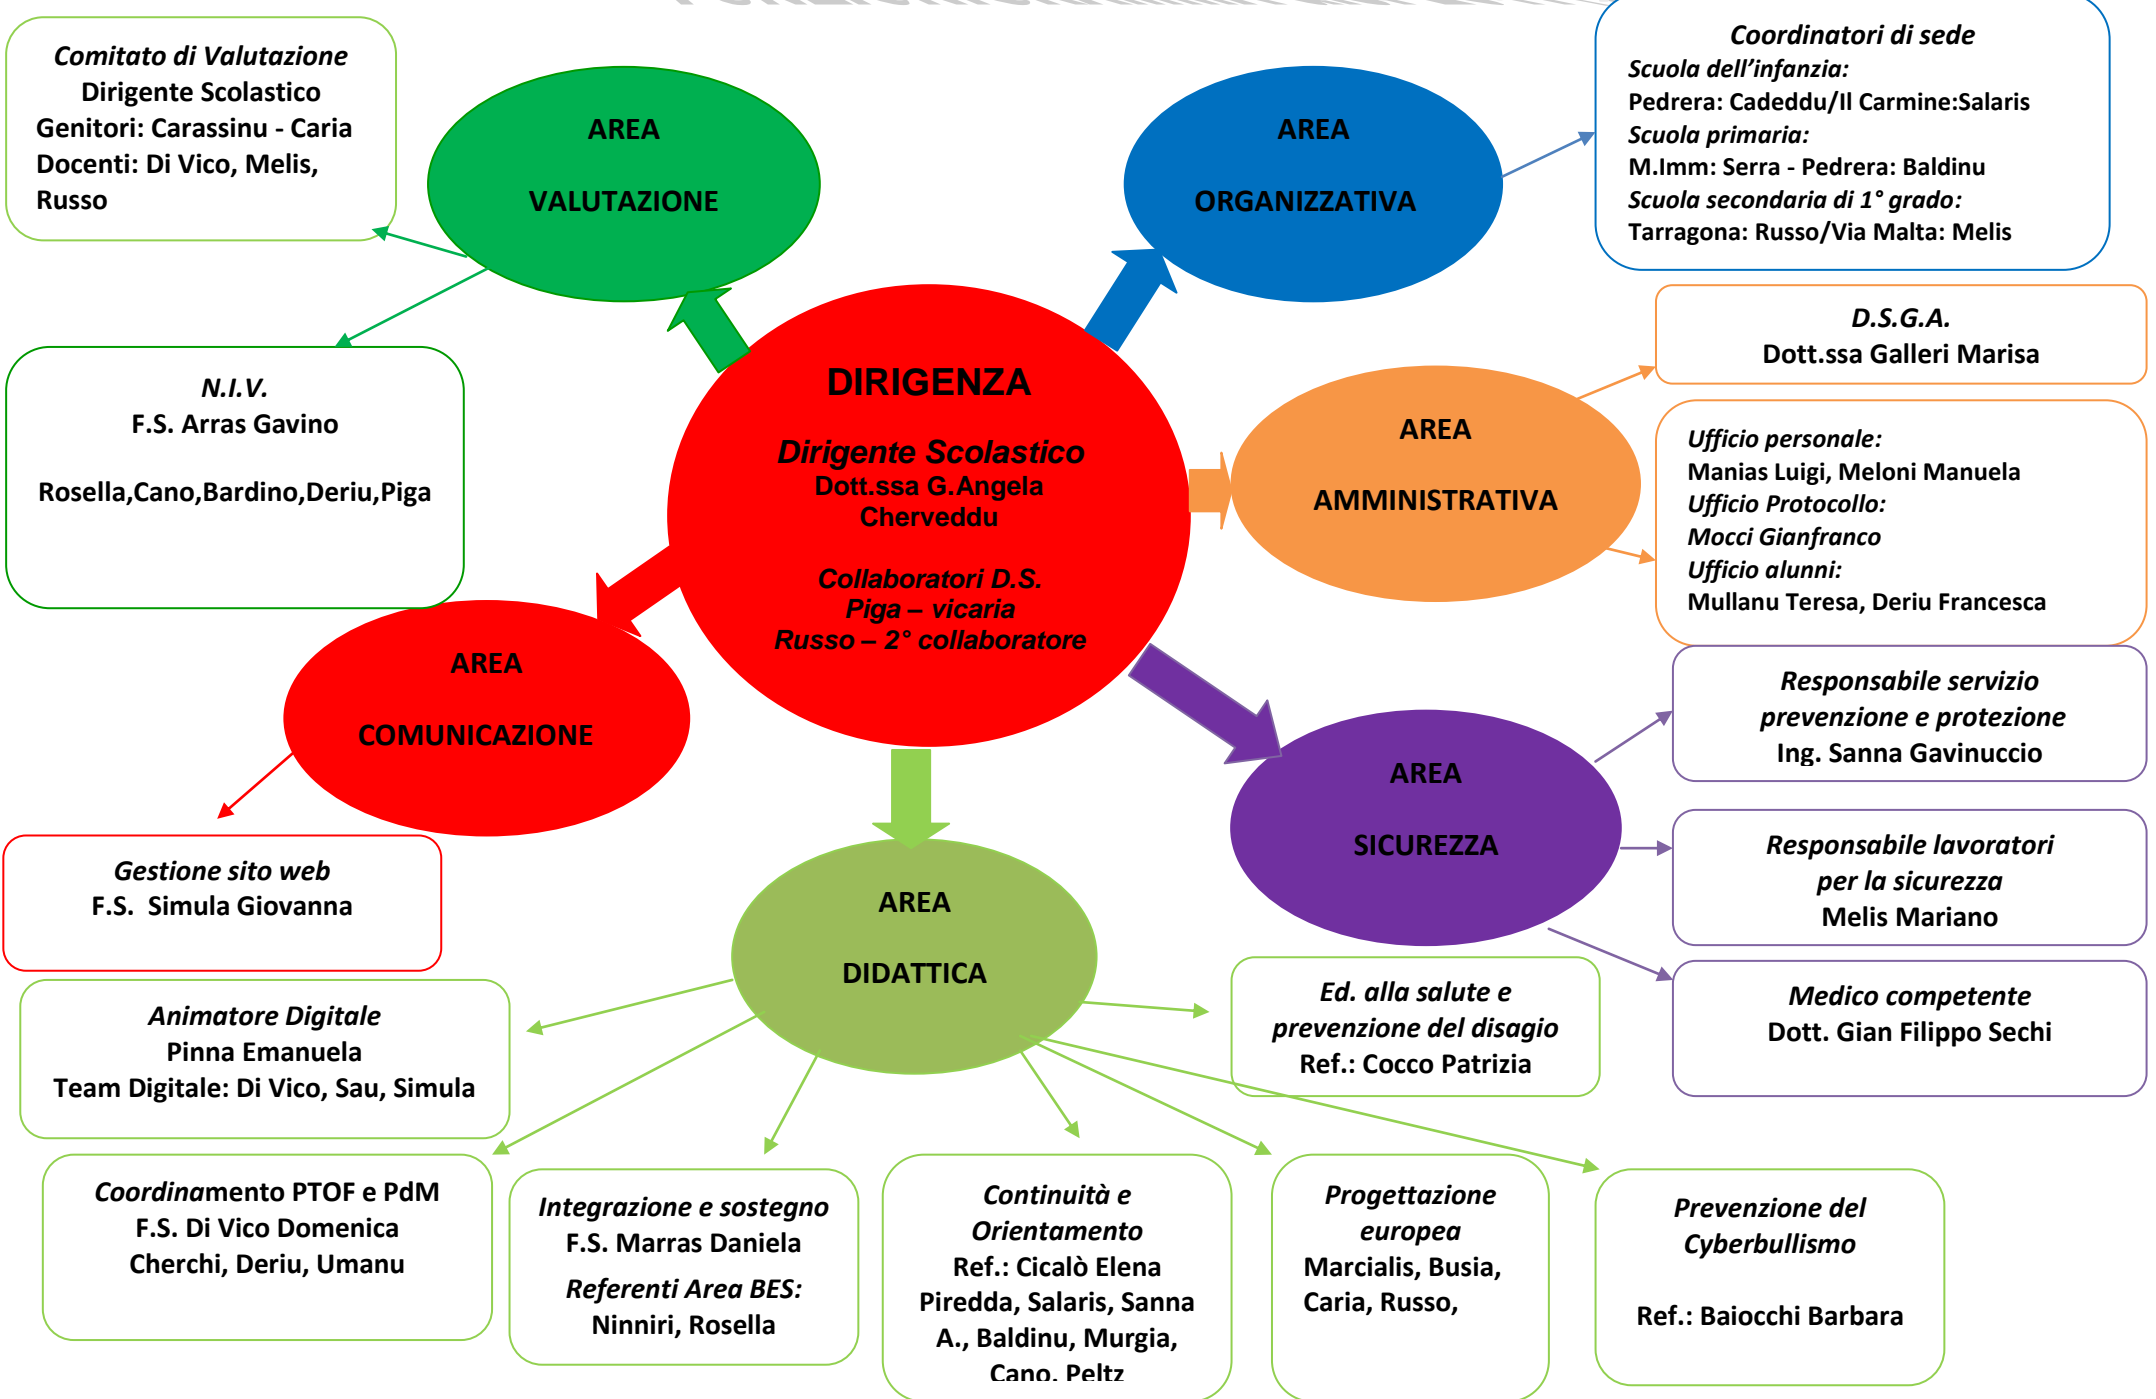 Comitato di Valutazione
Dirigente Scolastico
Genitori: Carassinu - Caria
Docenti: Di Vico, Melis,
Russo
AREA
VALUTAZIONE
AREA
ORGANIZZATIVA
Coordinatori di sede
Scuola dell’infanzia:
Pedrera: Cadeddu/Il Carmine:Salaris
Scuola primaria:
M.Imm: Serra - Pedrera: Baldinu
Scuola secondaria di 1° grado:
Tarragona: Russo/Via Malta: Melis
N.I.V.
F.S. Arras Gavino
Rosella,Cano,Bardino,Deriu,Piga
DIRIGENZA
Dirigente Scolastico
Dott.ssa G.Angela
Cherveddu
Collaboratori D.S.
Piga – vicaria
Russo – 2° collaboratore
D.S.G.A.
Dott.ssa Galleri Marisa
AREA
AMMINISTRATIVA
Ufficio personale:
Manias Luigi, Meloni Manuela
Ufficio Protocollo:
Mocci Gianfranco
Ufficio alunni:
Mullanu Teresa, Deriu Francesca
AREA
COMUNICAZIONE
Responsabile servizio
prevenzione e protezione
Ing. Sanna Gavinuccio
AREA
SICUREZZA
Responsabile lavoratori
per la sicurezza
Melis Mariano
Gestione sito web
F.S.  Simula Giovanna
AREA
DIDATTICA
Medico competente
Dott. Gian Filippo Sechi
Ed. alla salute e
prevenzione del disagio
Ref.: Cocco Patrizia
Animatore Digitale
Pinna Emanuela
Team Digitale: Di Vico, Sau, Simula
Coordinamento PTOF e PdM
F.S. Di Vico Domenica
Cherchi, Deriu, Umanu
Integrazione e sostegno
F.S. Marras Daniela
Referenti Area BES:
Ninniri, Rosella
Continuità e
Orientamento
Ref.: Cicalò Elena
Piredda, Salaris, Sanna
A., Baldinu, Murgia,
Cano, Peltz
Progettazione
europea
Marcialis, Busia,
Caria, Russo,
Prevenzione del
Cyberbullismo
Ref.: Baiocchi Barbara